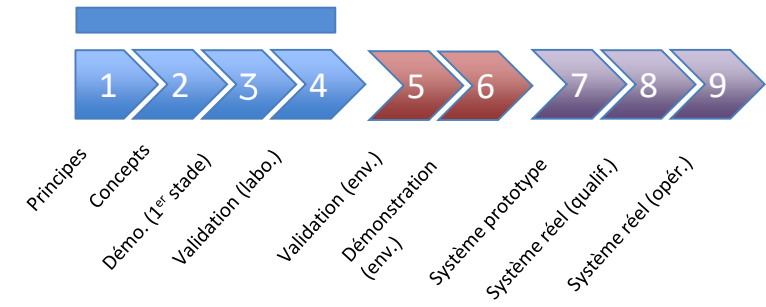 1 2 3 4 5 6 7 8 9
Principes
Concepts
Démo. (1er stade)
Validation (labo.)
Validation (env.)
Démonstration
(env.)
Système prototype
Système réel (qualif.)
Système réel (opér.)